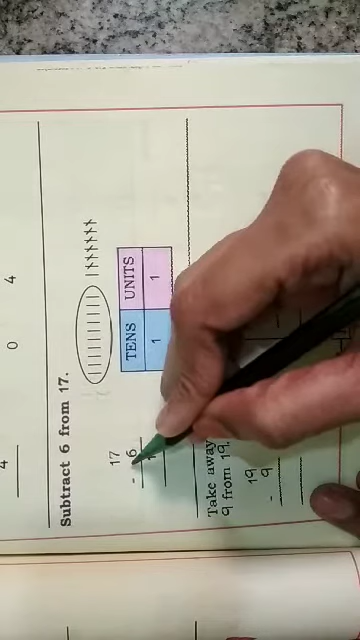 4
0 4
Subtract 6 from 17.
17
- 6
TENS UNITS
1 1
Take away
9 from 19.
19
- 9